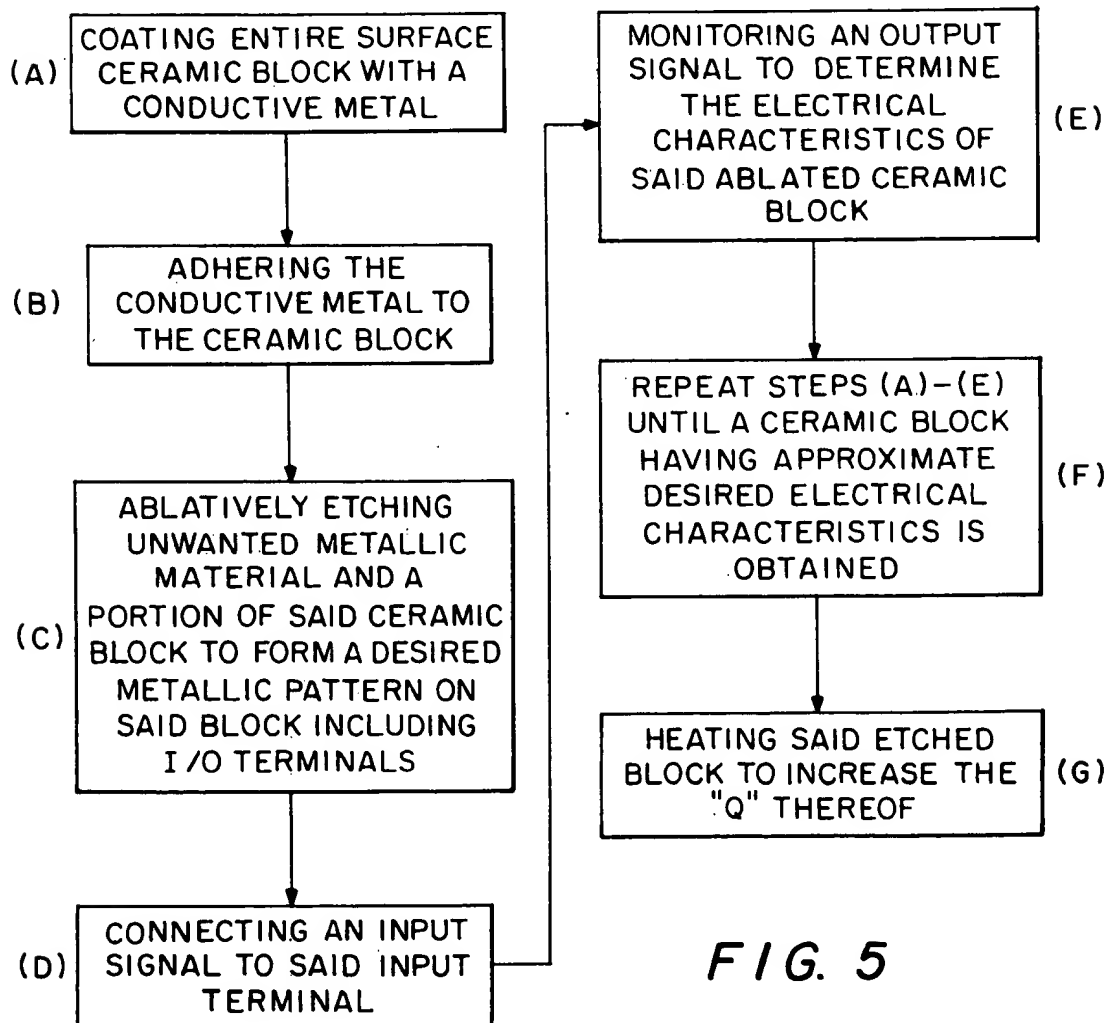 (A)
COATING ENTIRE SURFACE
CERAMIC BLOCK WITH A
CONDUCTIVE METAL
(B)
ADHERING THE
CONDUCTIVE METAL TO
THE CERAMIC BLOCK
(C)
ABLATIVELY ETCHING
UNWANTED METALLIC
MATERIAL AND A
PORTION OF SAID CERAMIC
BLOCK TO FORM A DESIRED
METALLIC PATTERN ON
SAID BLOCK INCLUDING
I/O TERMINALS
(D)
CONNECTING AN INPUT
SIGNAL TO SAID INPUT
TERMINAL
MONITORING AN OUTPUT
SIGNAL TO DETERMINE
THE ELECTRICAL
CHARACTERISTICS OF
SAID ABLATED CERAMIC
BLOCK
(E)
REPEAT STEPS (A)-(E)
UNTIL A CERAMIC BLOCK
HAVING APPROXIMATE
DESIRED ELECTRICAL
CHARACTERISTICS IS
OBTAINED
(F)
HEATING SAID ETCHED
BLOCK TO INCREASE THE
"Q" THEREOF
(G)
FIG. 5